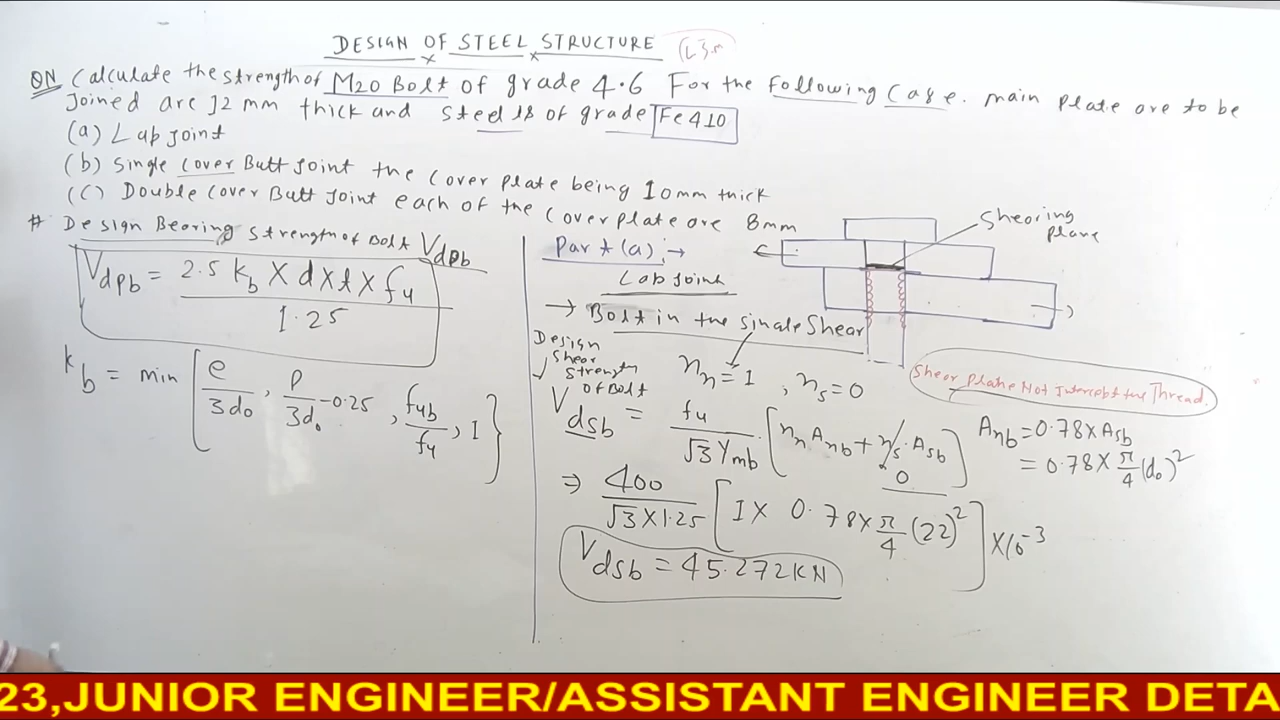 DESIGN OF STEEL STRUCTURE
QN Calculate the strength of M20 Bolt of grade 4.6 For the Following Case. main plate are to be
joined are 12 mm thick and steel is of grade Fe410
(a) Lap joint
(b) Single cover Butt joint the cover plate being 10mm thick
(C) Double cover Butt joint each of the cover plate are 8mm
# Design Bearing strength of Bolt Vdpb
Vdpb = 2.5 kb X d X t X fu / 1.25
kb = min [ e/3d0 , P/3d0 -0.25 , fub/fu , 1 }
Part (a) :→
Lab joint
→ Bolt in the single Shear
Shearing
plane
nn = 1 , ns = 0
Shear Plane Not Intercept the Thread.
Design
Shear
strength
of Bolt
Vdsb = fu / √3 γmb . [ nn Anb + ns . Asb ]
0
Anb = 0.78 X Asb
= 0.78 X π/4 (d0)²
⇒ 400 / √3 X 1.25 [ 1 X 0.78 X π/4 (22)² ] X 10⁻³
Vdsb = 45.272KN
23,JUNIOR ENGINEER/ASSISTANT ENGINEER DETA